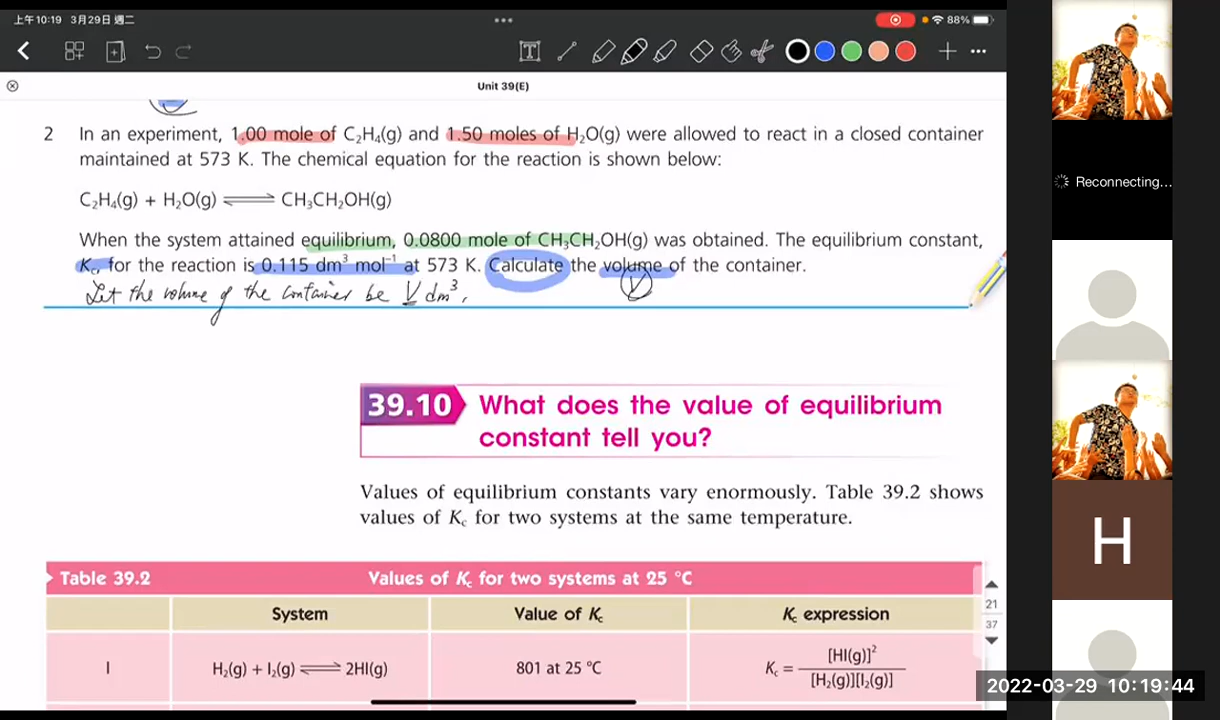 上午10:19 3月29日 週二
88%
Unit 39(E)
2 In an experiment, 1.00 mole of C₂H₄(g) and 1.50 moles of H₂O(g) were allowed to react in a closed container
maintained at 573 K. The chemical equation for the reaction is shown below:
C₂H₄(g) + H₂O(g) ⇌ CH₃CH₂OH(g)
When the system attained equilibrium, 0.0800 mole of CH₃CH₂OH(g) was obtained. The equilibrium constant,
K꜀, for the reaction is 0.115 dm³ mol⁻¹ at 573 K. Calculate the volume of the container.
Let the volume of the container be V dm³.
V
39.10 What does the value of equilibrium
constant tell you?
Values of equilibrium constants vary enormously. Table 39.2 shows
values of K꜀ for two systems at the same temperature.
Table 39.2 Values of K꜀ for two systems at 25 °C
System Value of K꜀ K꜀ expression
I H₂(g) + I₂(g) ⇌ 2HI(g) 801 at 25 °C K꜀ = [HI(g)]² / [H₂(g)][I₂(g)]
21
37
Reconnecting...
H
2022-03-29 10:19:44